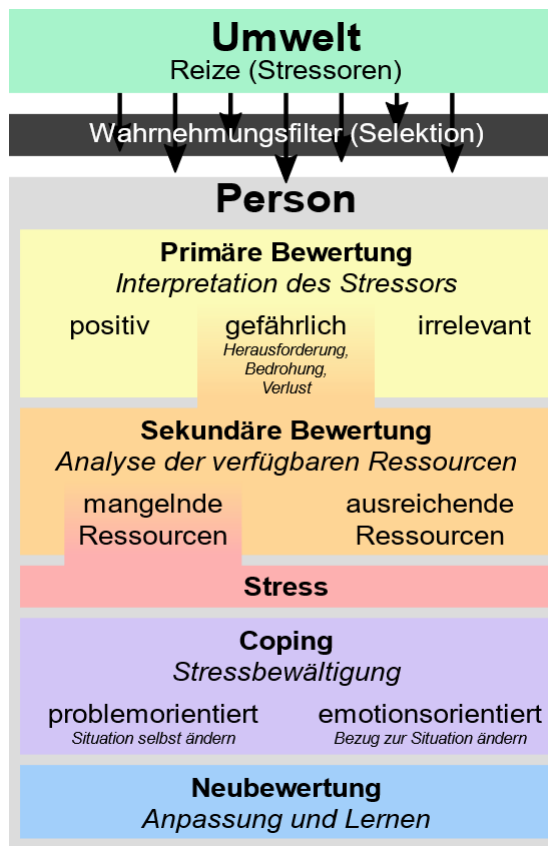 Umwelt
Reize (Stressoren)
Wahrnehmungsfilter (Selektion)
Person
Primäre Bewertung
Interpretation des Stressors
positiv gefährlich irrelevant
Herausforderung,
Bedrohung,
Verlust
Sekundäre Bewertung
Analyse der verfügbaren Ressourcen
mangelnde ausreichende
Ressourcen Ressourcen
Stress
Coping
Stressbewältigung
problemorientiert emotionsorientiert
Situation selbst ändern Bezug zur Situation ändern
Neubewertung
Anpassung und Lernen